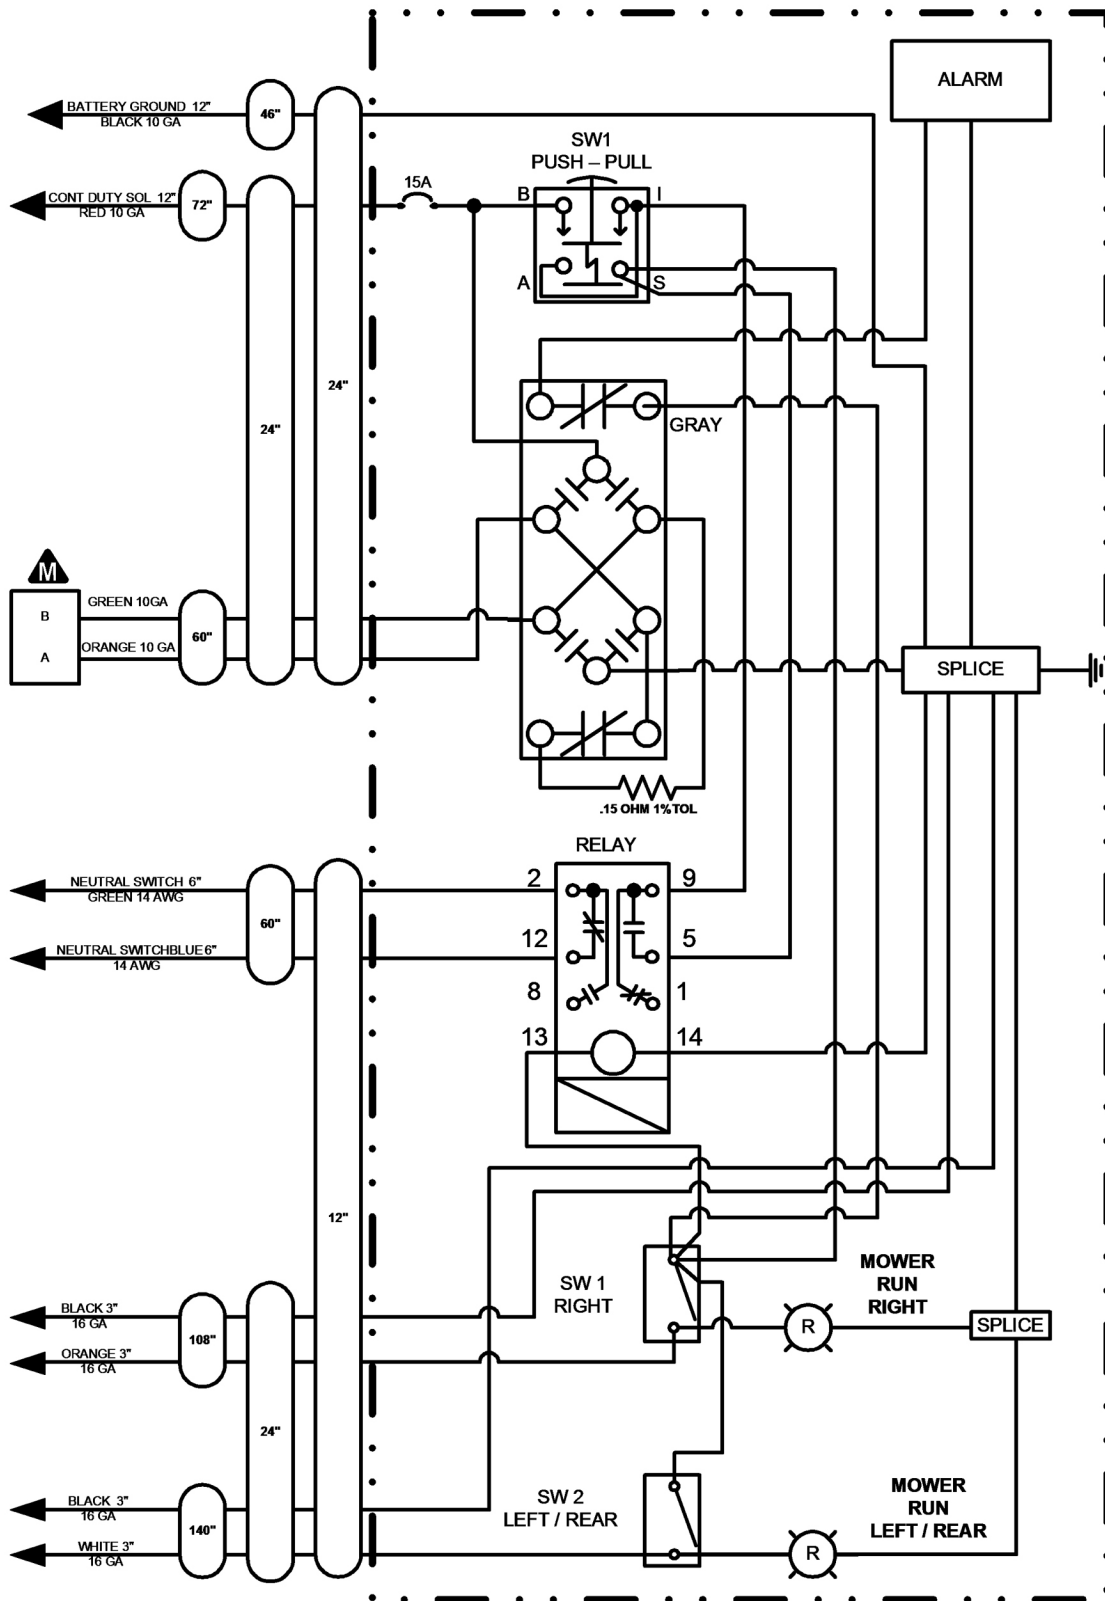 ALARM
BATTERY GROUND 12"
BLACK 10 GA
46"
SW1
PUSH – PULL
CONT DUTY SOL 12"
RED 10 GA
72"
15A
B
I
A
S
24"
24"
GRAY
M
B
A
GREEN 10GA
ORANGE 10 GA
60"
SPLICE
.15 OHM 1%TOL
RELAY
NEUTRAL SWITCH 6"
GREEN 14 AWG
60"
NEUTRAL SWITCHBLUE 6"
14 AWG
2
9
12
5
8
1
13
14
12"
SW 1
RIGHT
MOWER
RUN
RIGHT
BLACK 3"
16 GA
108"
ORANGE 3"
16 GA
R
SPLICE
24"
BLACK 3"
16 GA
140"
WHITE 3"
16 GA
SW 2
LEFT / REAR
MOWER
RUN
LEFT / REAR
R